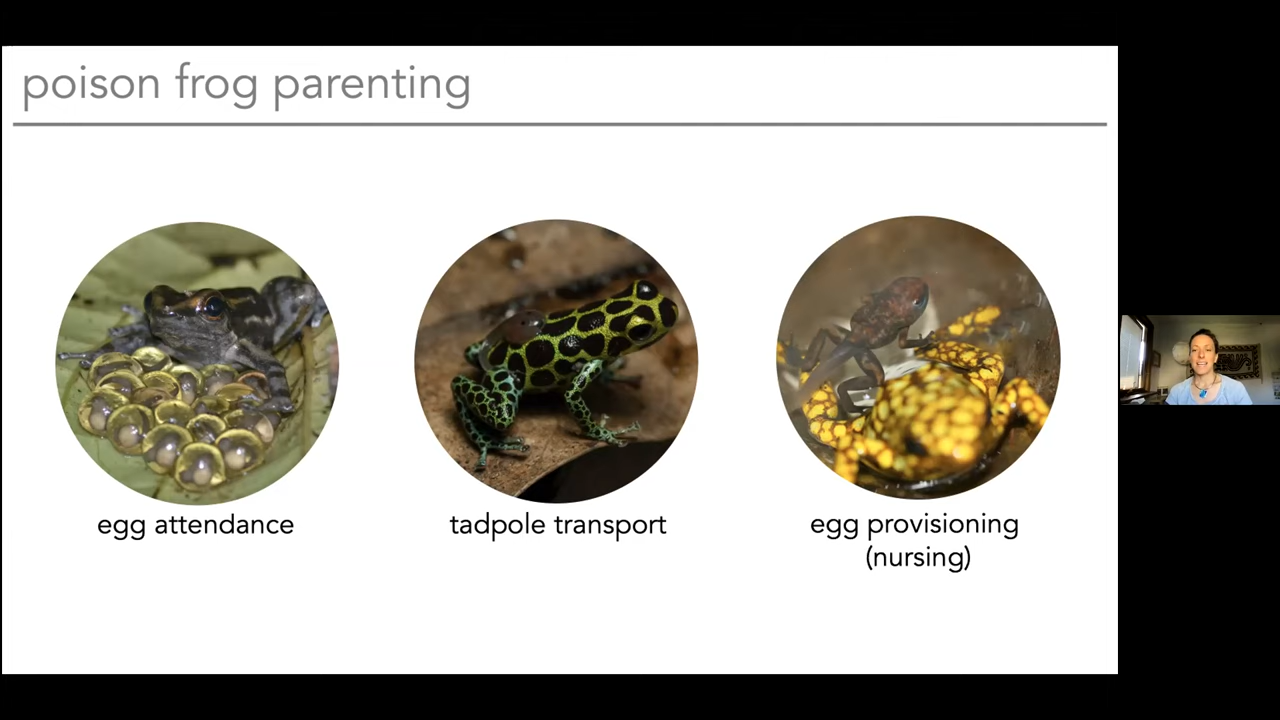 poison frog parenting
egg attendance
tadpole transport
egg provisioning
(nursing)